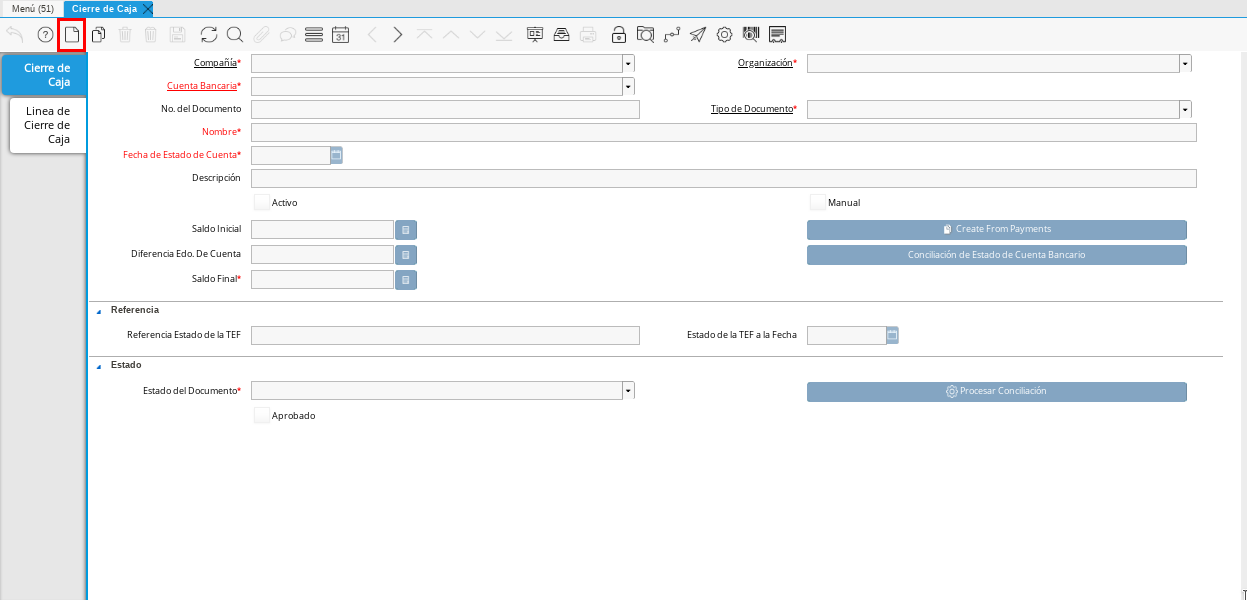 Menú (51)
Cierre de Caja
?
31
Cierre de
Caja
Linea de
Cierre de
Caja
Compañía*
Organización*
Cuenta Bancaria*
No. del Documento
Tipo de Documento*
Nombre*
Fecha de Estado de Cuenta*
Descripción
Activo
Manual
Saldo Inicial
Create From Payments
Diferencia Edo. De Cuenta
Conciliación de Estado de Cuenta Bancario
Saldo Final*
Referencia
Referencia Estado de la TEF
Estado de la TEF a la Fecha
Estado
Estado del Documento*
Procesar Conciliación
Aprobado